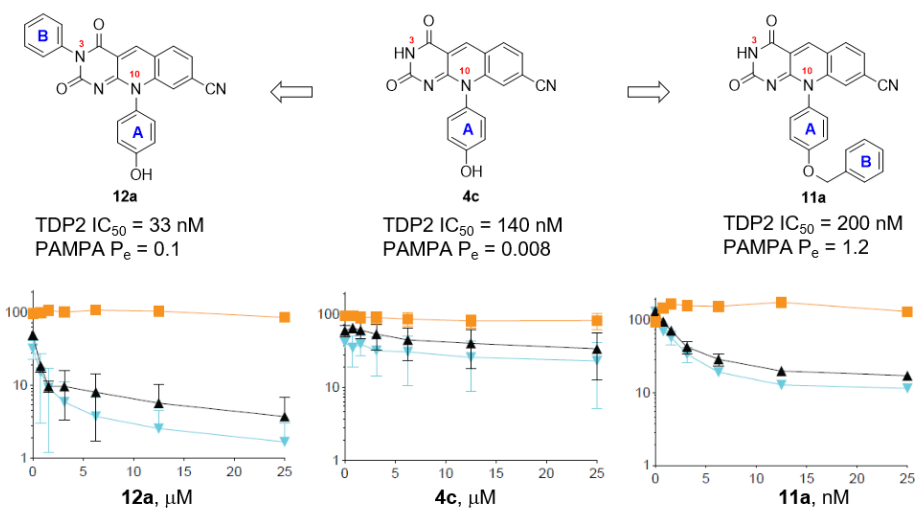 B
O
3
N
O
N
10
N
CN
A
OH
12a
TDP2 IC50 = 33 nM
PAMPA Pe = 0.1
O
3
HN
O
N
10
N
CN
A
OH
4c
TDP2 IC50 = 140 nM
PAMPA Pe = 0.008
O
3
HN
O
N
10
N
CN
A
B
O
11a
TDP2 IC50 = 200 nM
PAMPA Pe = 1.2
100
10
1
0 5 10 15 20 25
12a, μM
100
10
1
0 5 10 15 20 25
4c, μM
100
10
1
0 5 10 15 20 25
11a, nM